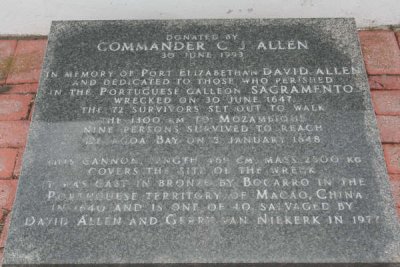 DONATED BY
COMMANDER C J ALLEN
30 JUNE 1993
IN MEMORY OF PORT ELIZABETHAN DAVID ALLEN
AND DEDICATED TO THOSE WHO PERISHED
IN THE PORTUGUESE GALLEON SACRAMENTO
WRECKED ON 30 JUNE 1647.
THE 72 SURVIVORS SET OUT TO WALK
THE 1300 KM TO MOZAMBIQUE
NINE PERSONS SURVIVED TO REACH
DELAGOA BAY ON 5 JANUARY 1648
THIS CANNON, LENGTH CM, MASS 2500 KG
COVERS THE SITE OF THE WRECK.
IT WAS CAST IN BRONZE BY BOCARRO IN THE
PORTUGUESE TERRITORY OF MACAO, CHINA
IN 1640 AND IS ONE OF 40 SALVAGED BY
DAVID ALLEN AND GERRY VAN NIEKERK IN 1977